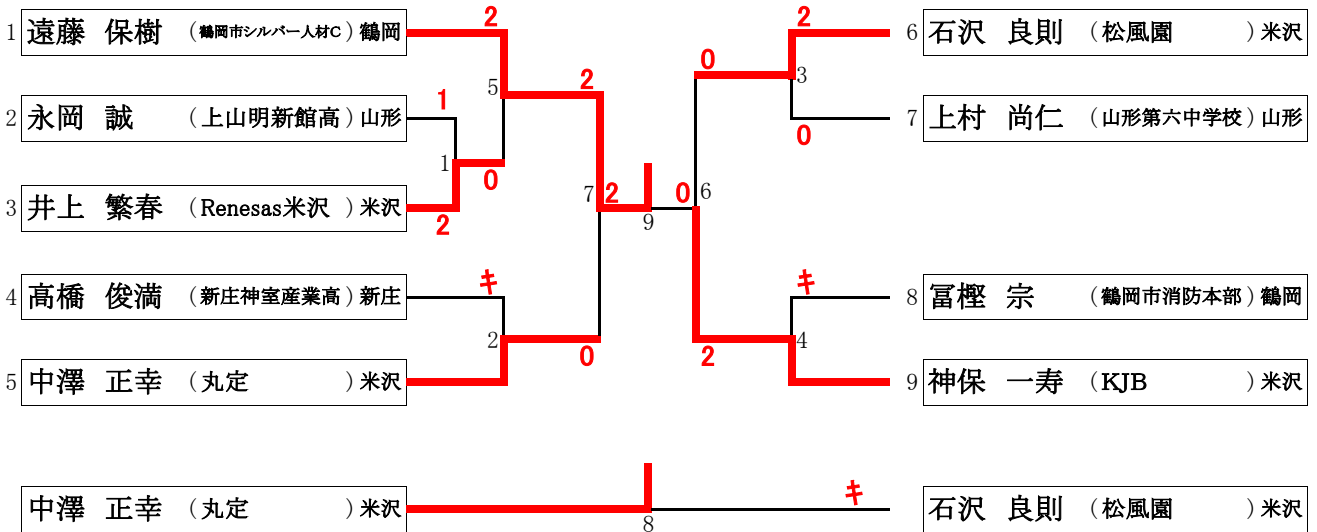 1 遠藤 保樹 (鶴岡市シルバー人材C) 鶴岡
2 永岡 誠 (上山明新館高) 山形
3 井上 繁春 (Renesas米沢) 米沢
4 高橋 俊満 (新庄神室産業高) 新庄
5 中澤 正幸 (丸定) 米沢
2
5
2
1
1
0
2
7
2
9
キ
2
0
6 石沢 良則 (松風園) 米沢
7 上村 尚仁 (山形第六中学校) 山形
8 冨樫 宗 (鶴岡市消防本部) 鶴岡
9 神保 一寿 (KJB) 米沢
2
0
3
0
0
6
キ
4
2
中澤 正幸 (丸定) 米沢
8
キ
石沢 良則 (松風園) 米沢